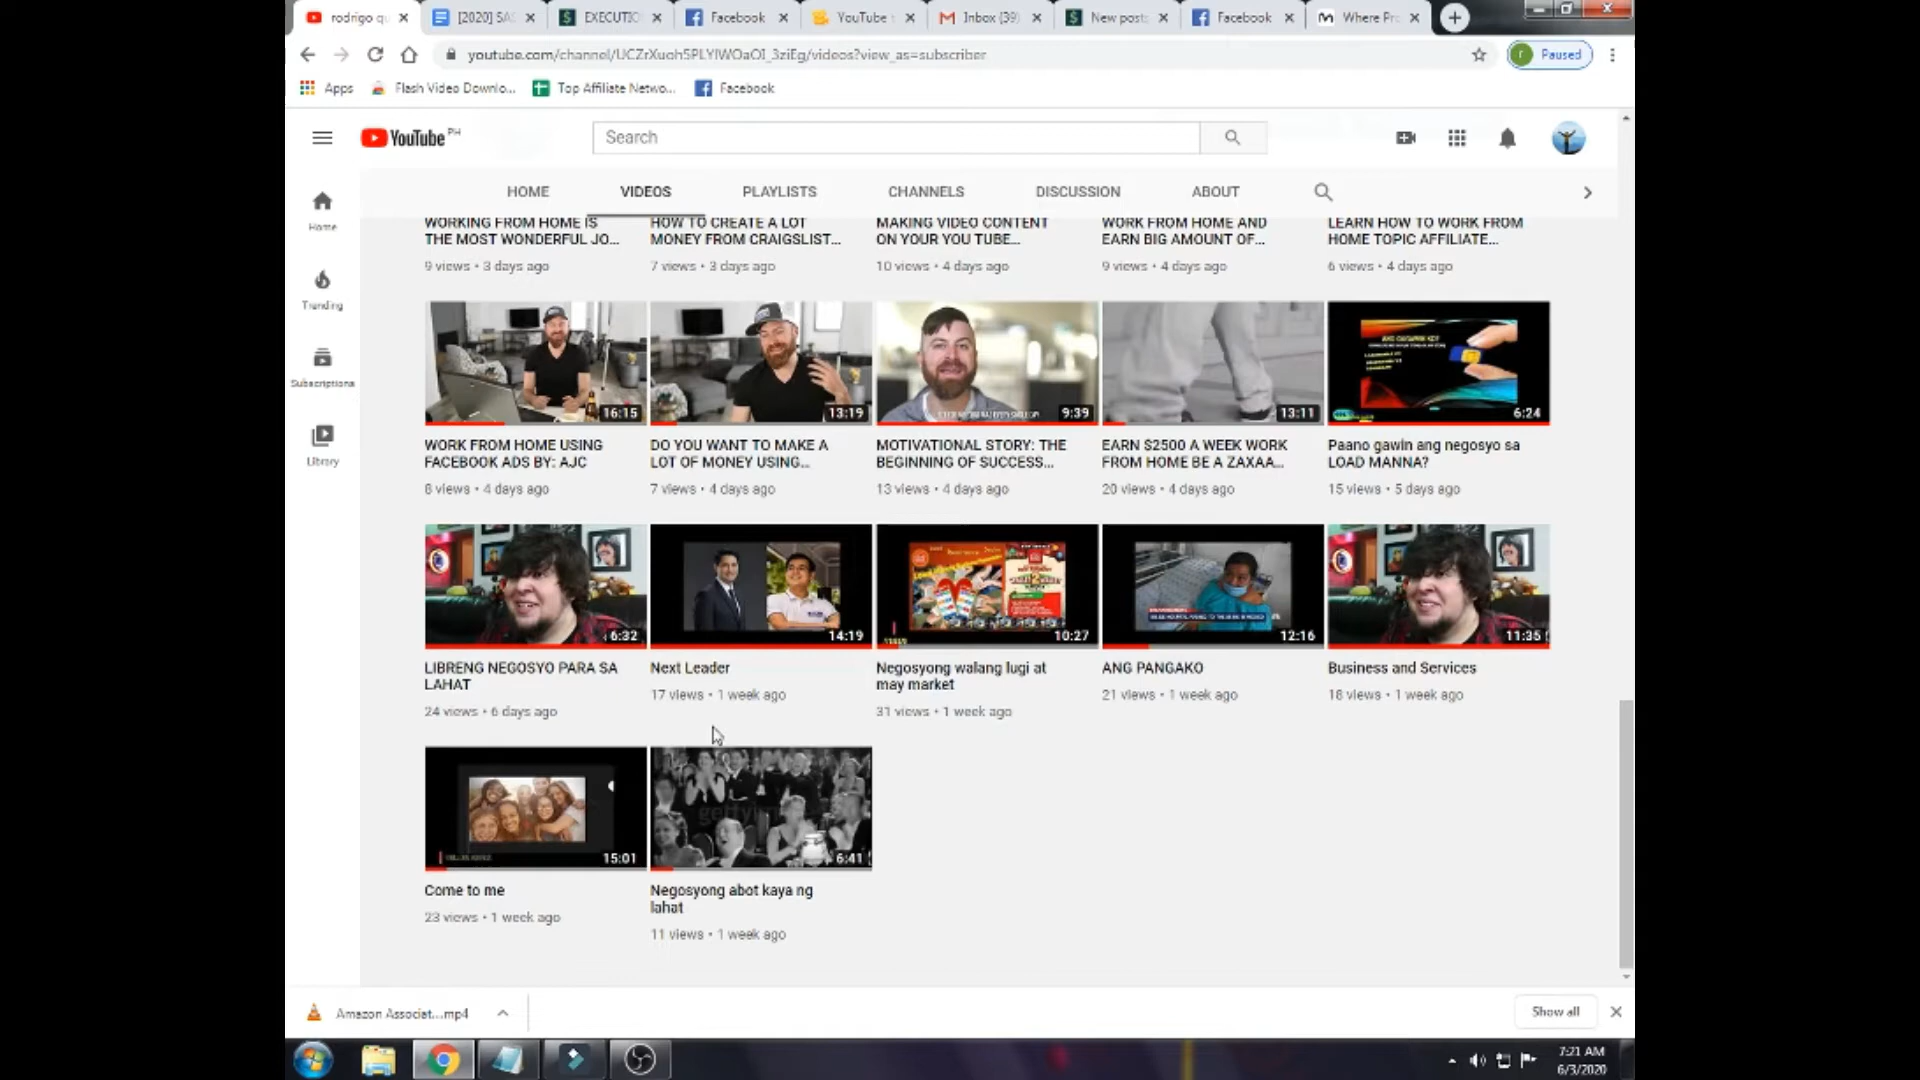 rodrigo qu
[2020] SAS
EXECUTIO
Facebook
YouTube
Inbox (39)
New post
Facebook
Where Pr
youtube.com/channel/UCZrXuoh5PLYIWOaOI_3ziEg/videos?view_as=subscriber
Paused
Apps
Flash Video Downlo...
Top Affiliate Netwo...
Facebook
YouTube PH
Search
HOME
VIDEOS
PLAYLISTS
CHANNELS
DISCUSSION
ABOUT
Home
Trending
Subscriptions
Library
WORKING FROM HOME IS
THE MOST WONDERFUL JO...
9 views • 3 days ago
HOW TO CREATE A LOT
MONEY FROM CRAIGSLIST...
7 views • 3 days ago
MAKING VIDEO CONTENT
ON YOUR YOU TUBE...
10 views • 4 days ago
WORK FROM HOME AND
EARN BIG AMOUNT OF...
9 views • 4 days ago
LEARN HOW TO WORK FROM
HOME TOPIC AFFILIATE...
6 views • 4 days ago
16:15
WORK FROM HOME USING
FACEBOOK ADS BY: AJC
8 views • 4 days ago
13:19
DO YOU WANT TO MAKE A
LOT OF MONEY USING...
7 views • 4 days ago
9:39
MOTIVATIONAL STORY: THE
BEGINNING OF SUCCESS...
13 views • 4 days ago
13:11
EARN $2500 A WEEK WORK
FROM HOME BE A ZAXAA...
20 views • 4 days ago
6:24
Paano gawin ang negosyo sa
LOAD MANNA?
15 views • 5 days ago
6:32
LIBRENG NEGOSYO PARA SA
LAHAT
24 views • 6 days ago
14:19
Next Leader
17 views • 1 week ago
10:27
Negosyong walang lugi at
may market
31 views • 1 week ago
12:16
ANG PANGAKO
21 views • 1 week ago
11:35
Business and Services
18 views • 1 week ago
15:01
Come to me
23 views • 1 week ago
6:41
Negosyong abot kaya ng
lahat
11 views • 1 week ago
Amazon Associat....mp4
Show all
7:21 AM
6/3/2020